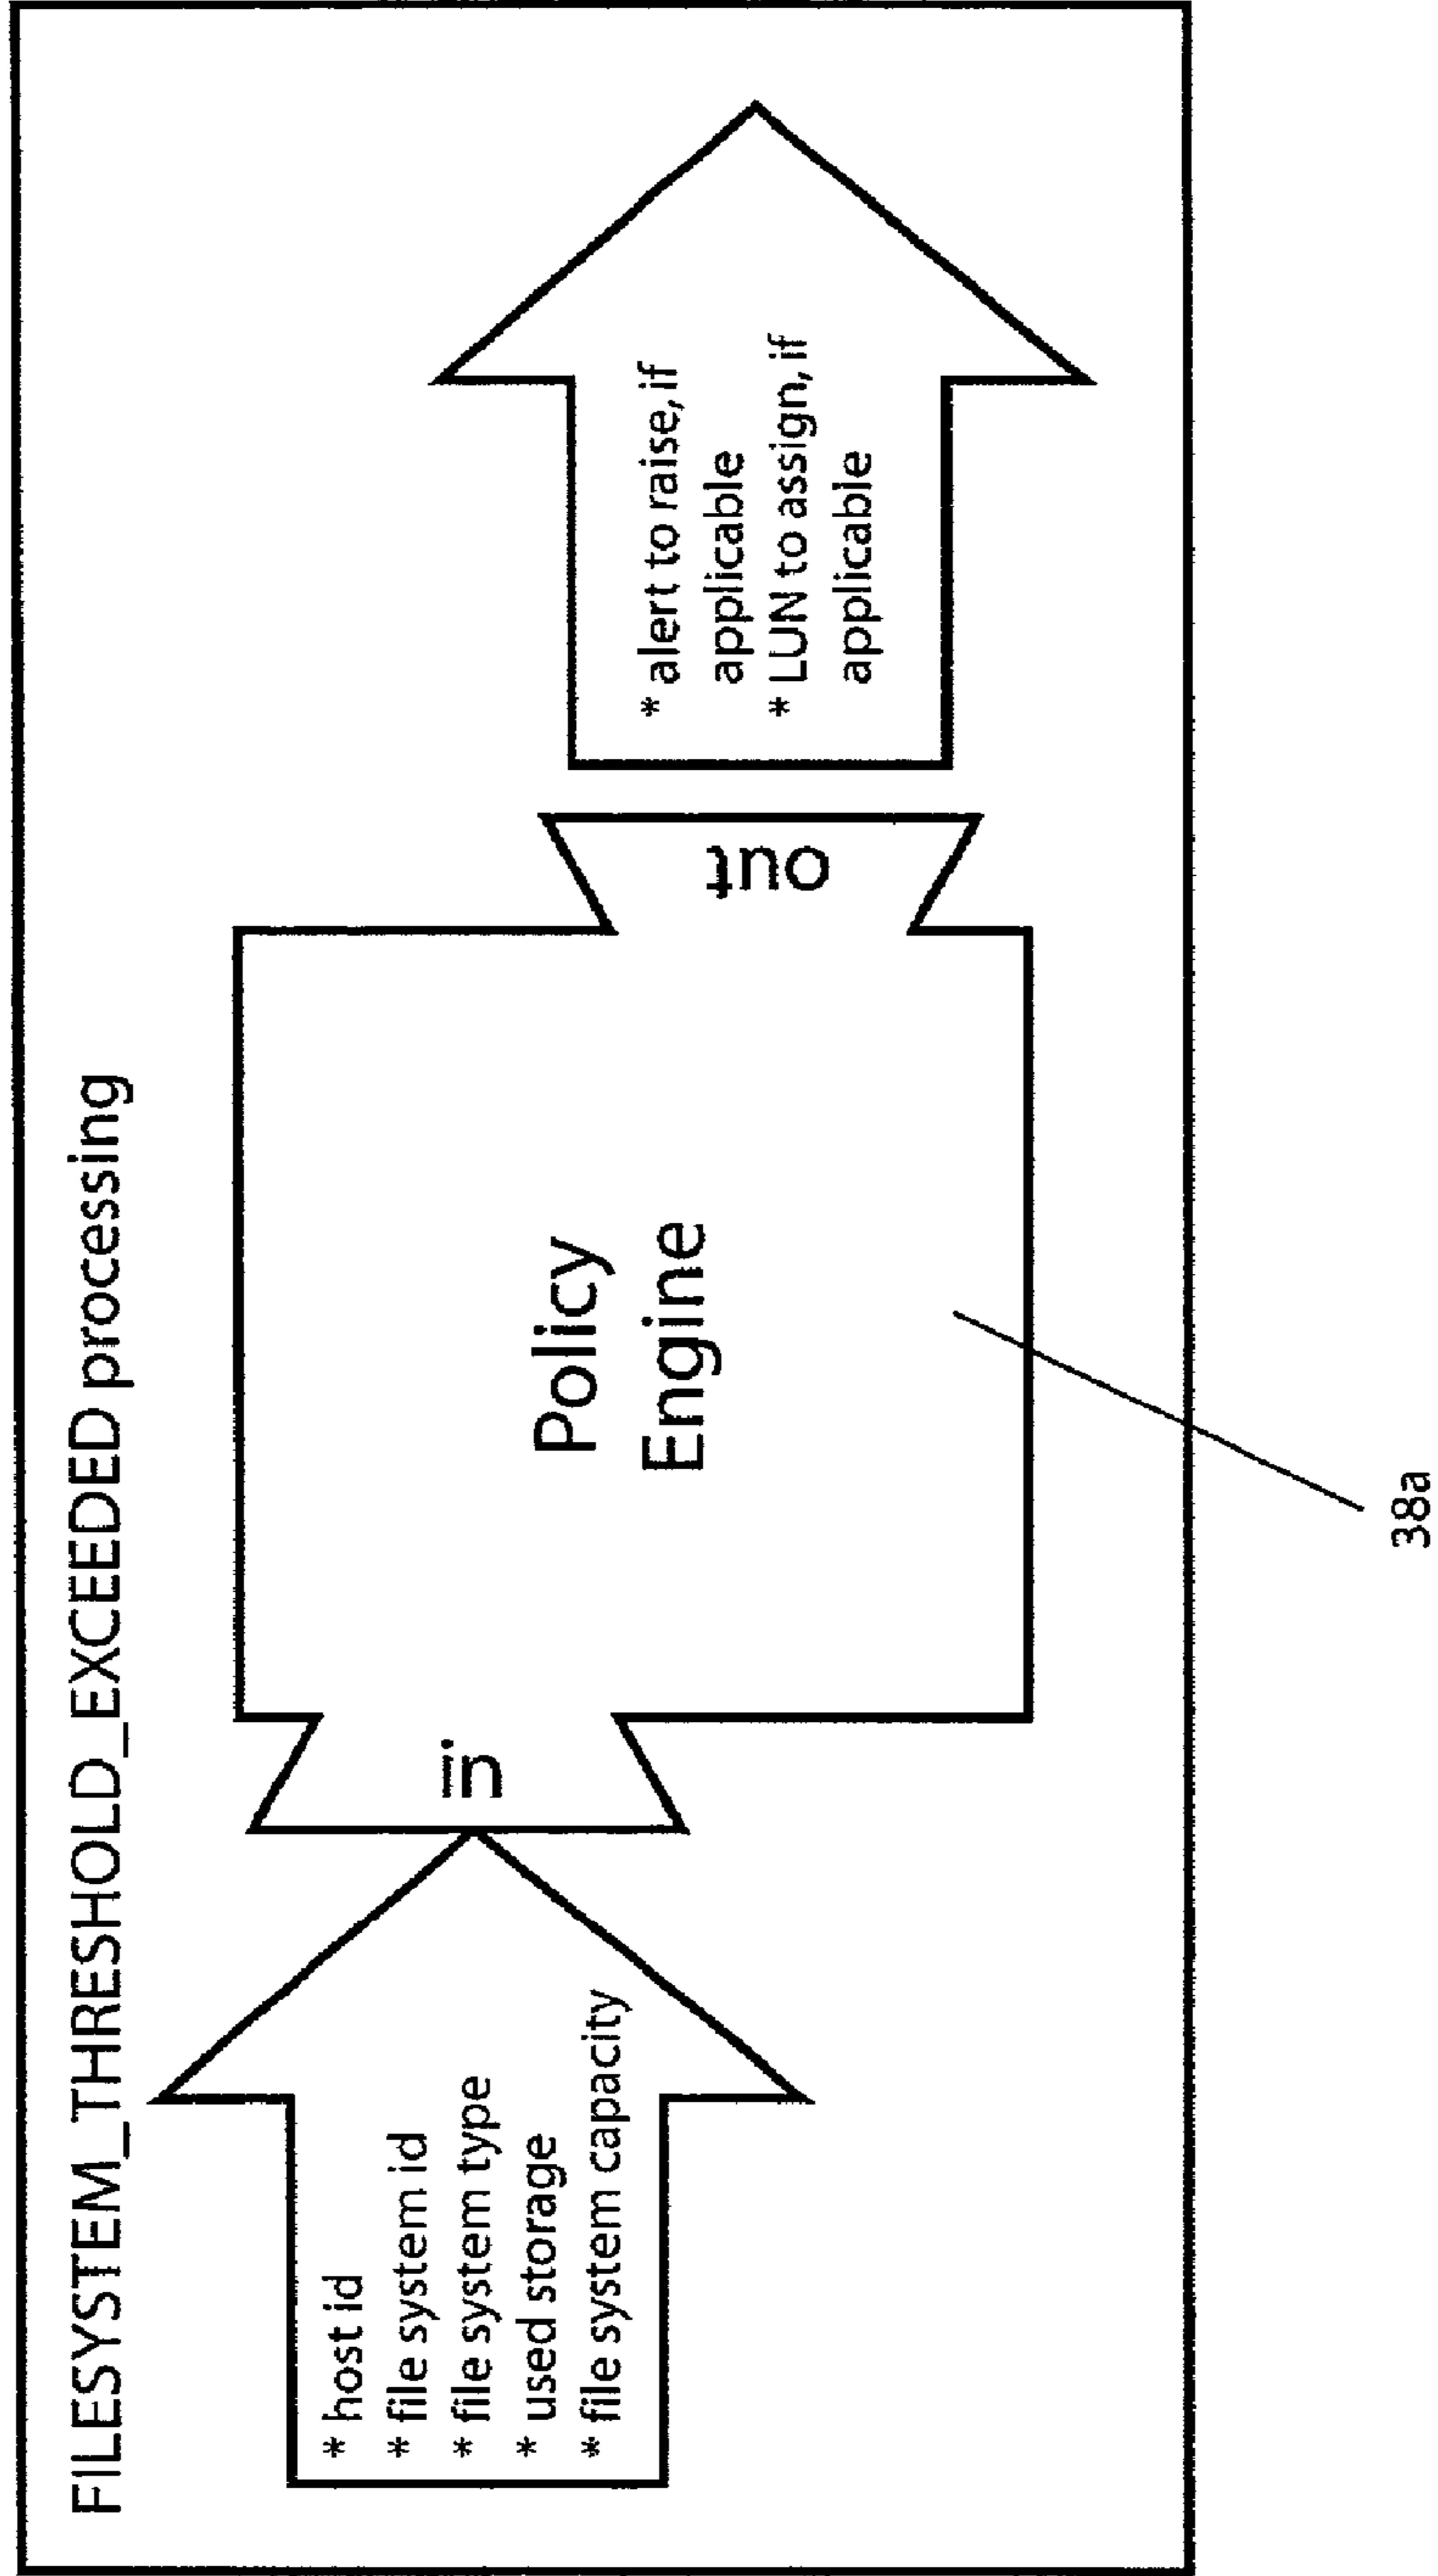 FILESYSTEM_THRESHOLD_EXCEEDED processing
* host id
* file system id
* file system type
* used storage
* file system capacity
in
Policy
Engine
out
* alert to raise, if
applicable
* LUN to assign, if
applicable
38a